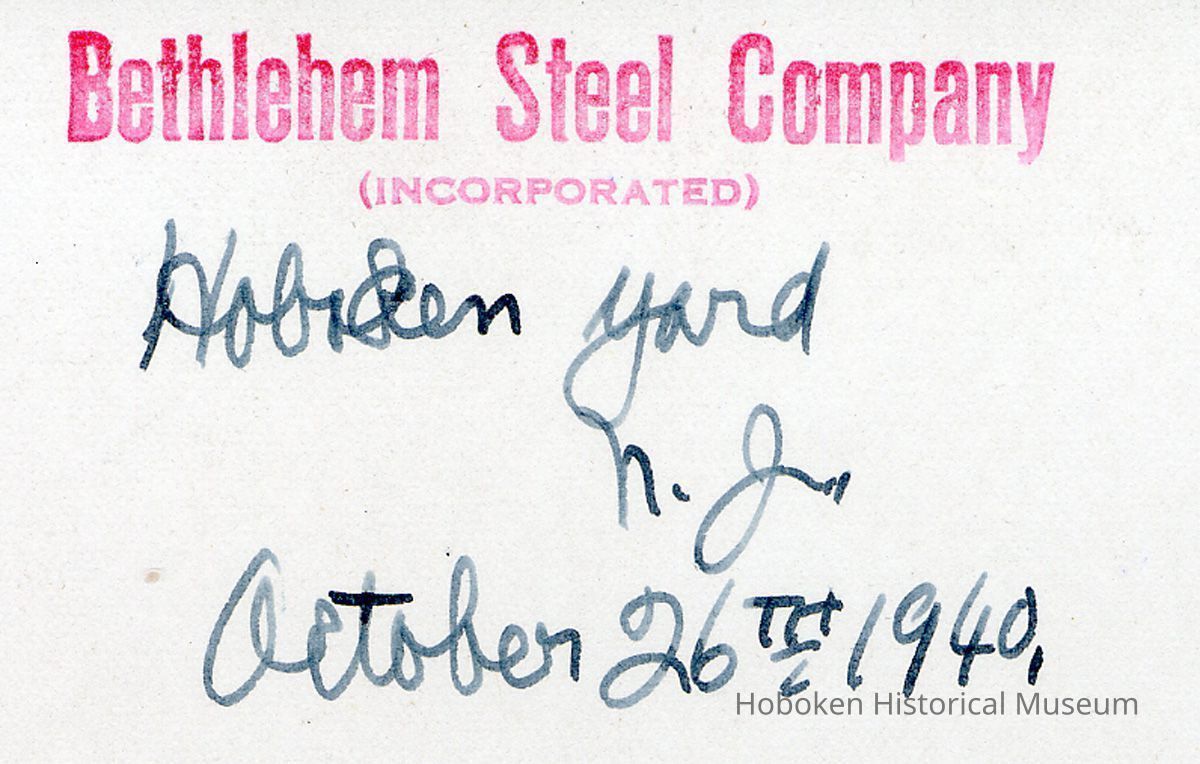 Bethlehem Steel Company
(INCORPORATED)
Hoboken Yard
N. J.
October 26TH 1940.
Hoboken Historical Museum